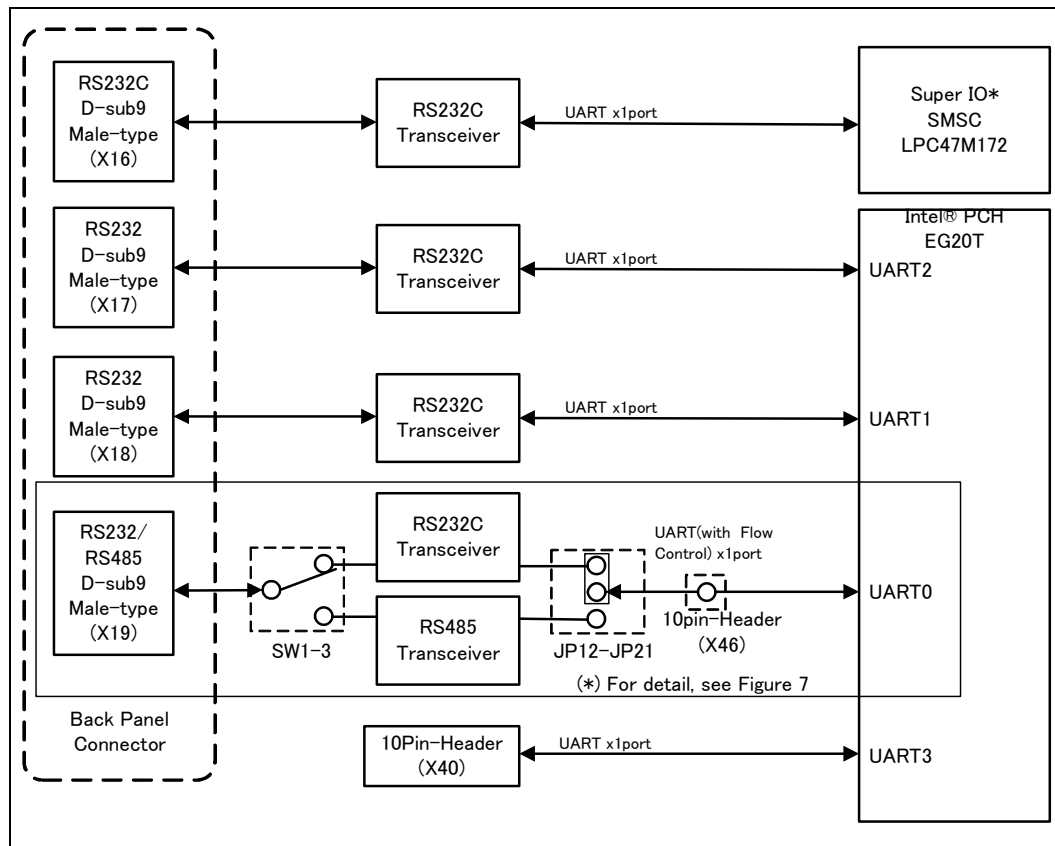 RS232C
D-sub9
Male-type
(X16)
RS232C
Transceiver
UART x1port
Super IO*
SMSC
LPC47M172
RS232
D-sub9
Male-type
(X17)
RS232C
Transceiver
UART x1port
Intel® PCH
EG20T
UART2
RS232
D-sub9
Male-type
(X18)
RS232C
Transceiver
UART x1port
UART1
RS232/
RS485
D-sub9
Male-type
(X19)
SW1-3
RS232C
Transceiver
RS485
Transceiver
JP12-JP21
UART(with Flow
Control) x1port
10pin-Header
(X46)
UART0
(*) For detail, see Figure 7
Back Panel
Connector
10Pin-Header
(X40)
UART x1port
UART3